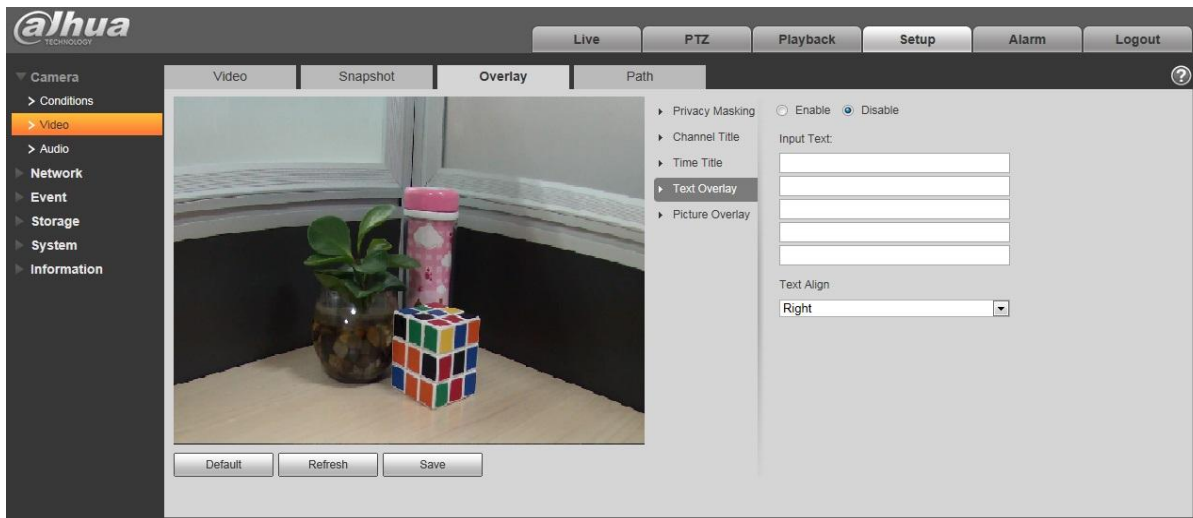 alhua
TECHNOLOGY
Live
PTZ
Playback
Setup
Alarm
Logout
Camera
Conditions
Video
Audio
Network
Event
Storage
System
Information
Video
Snapshot
Overlay
Path
?
Privacy Masking
Channel Title
Time Title
Text Overlay
Picture Overlay
Enable
Disable
Input Text:
Text Align
Right
Default
Refresh
Save